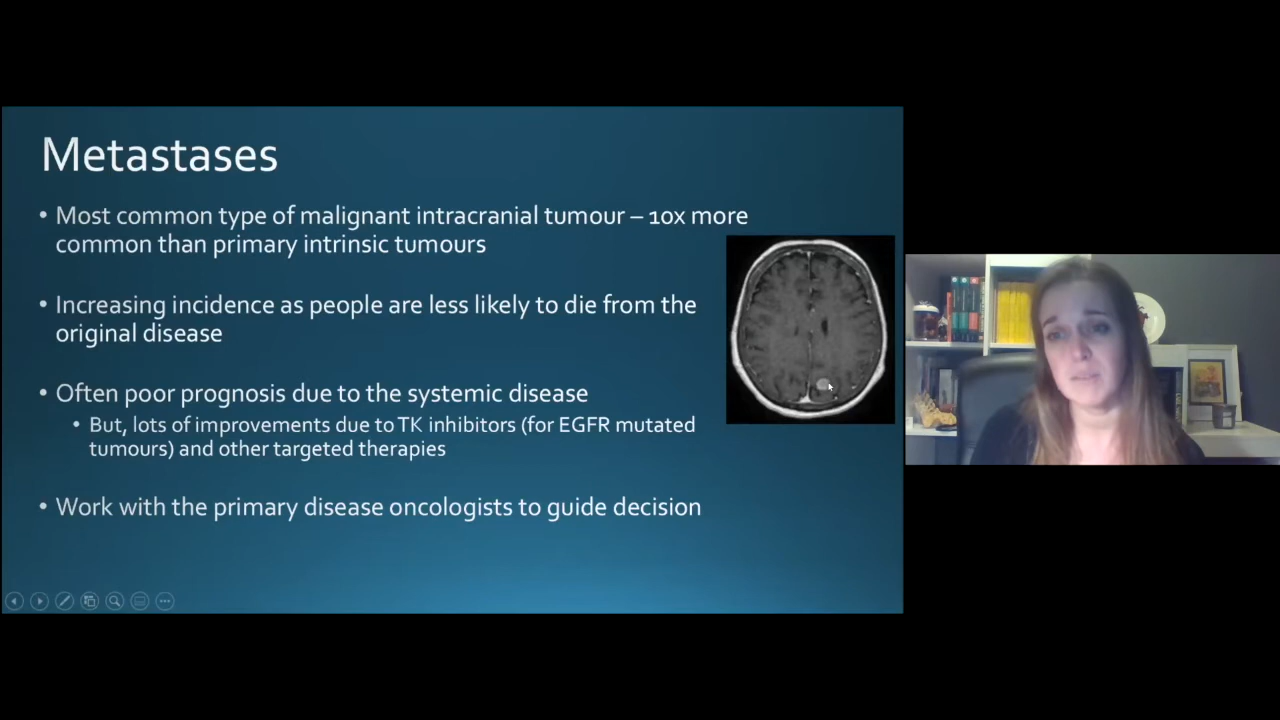 Metastases
• Most common type of malignant intracranial tumour – 10x more
common than primary intrinsic tumours
• Increasing incidence as people are less likely to die from the
original disease
• Often poor prognosis due to the systemic disease
• But, lots of improvements due to TK inhibitors (for EGFR mutated
tumours) and other targeted therapies
• Work with the primary disease oncologists to guide decision